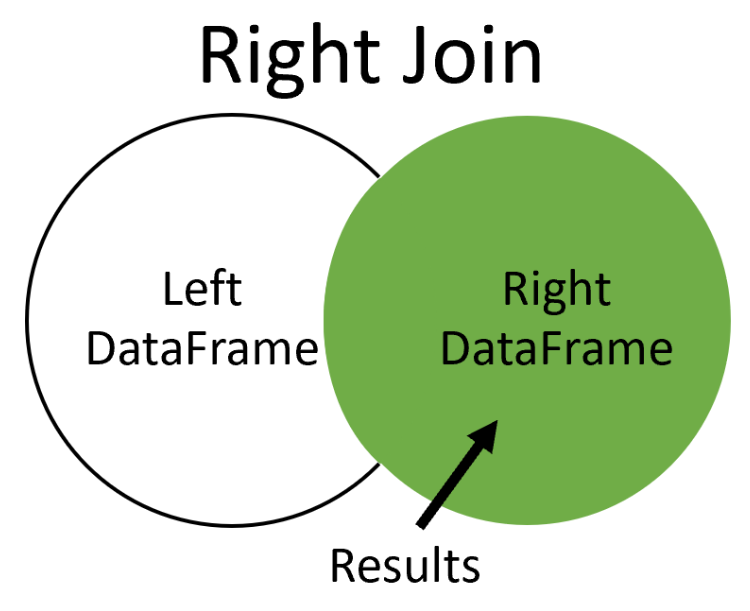 Right Join
Left
DataFrame
Right
DataFrame
Results